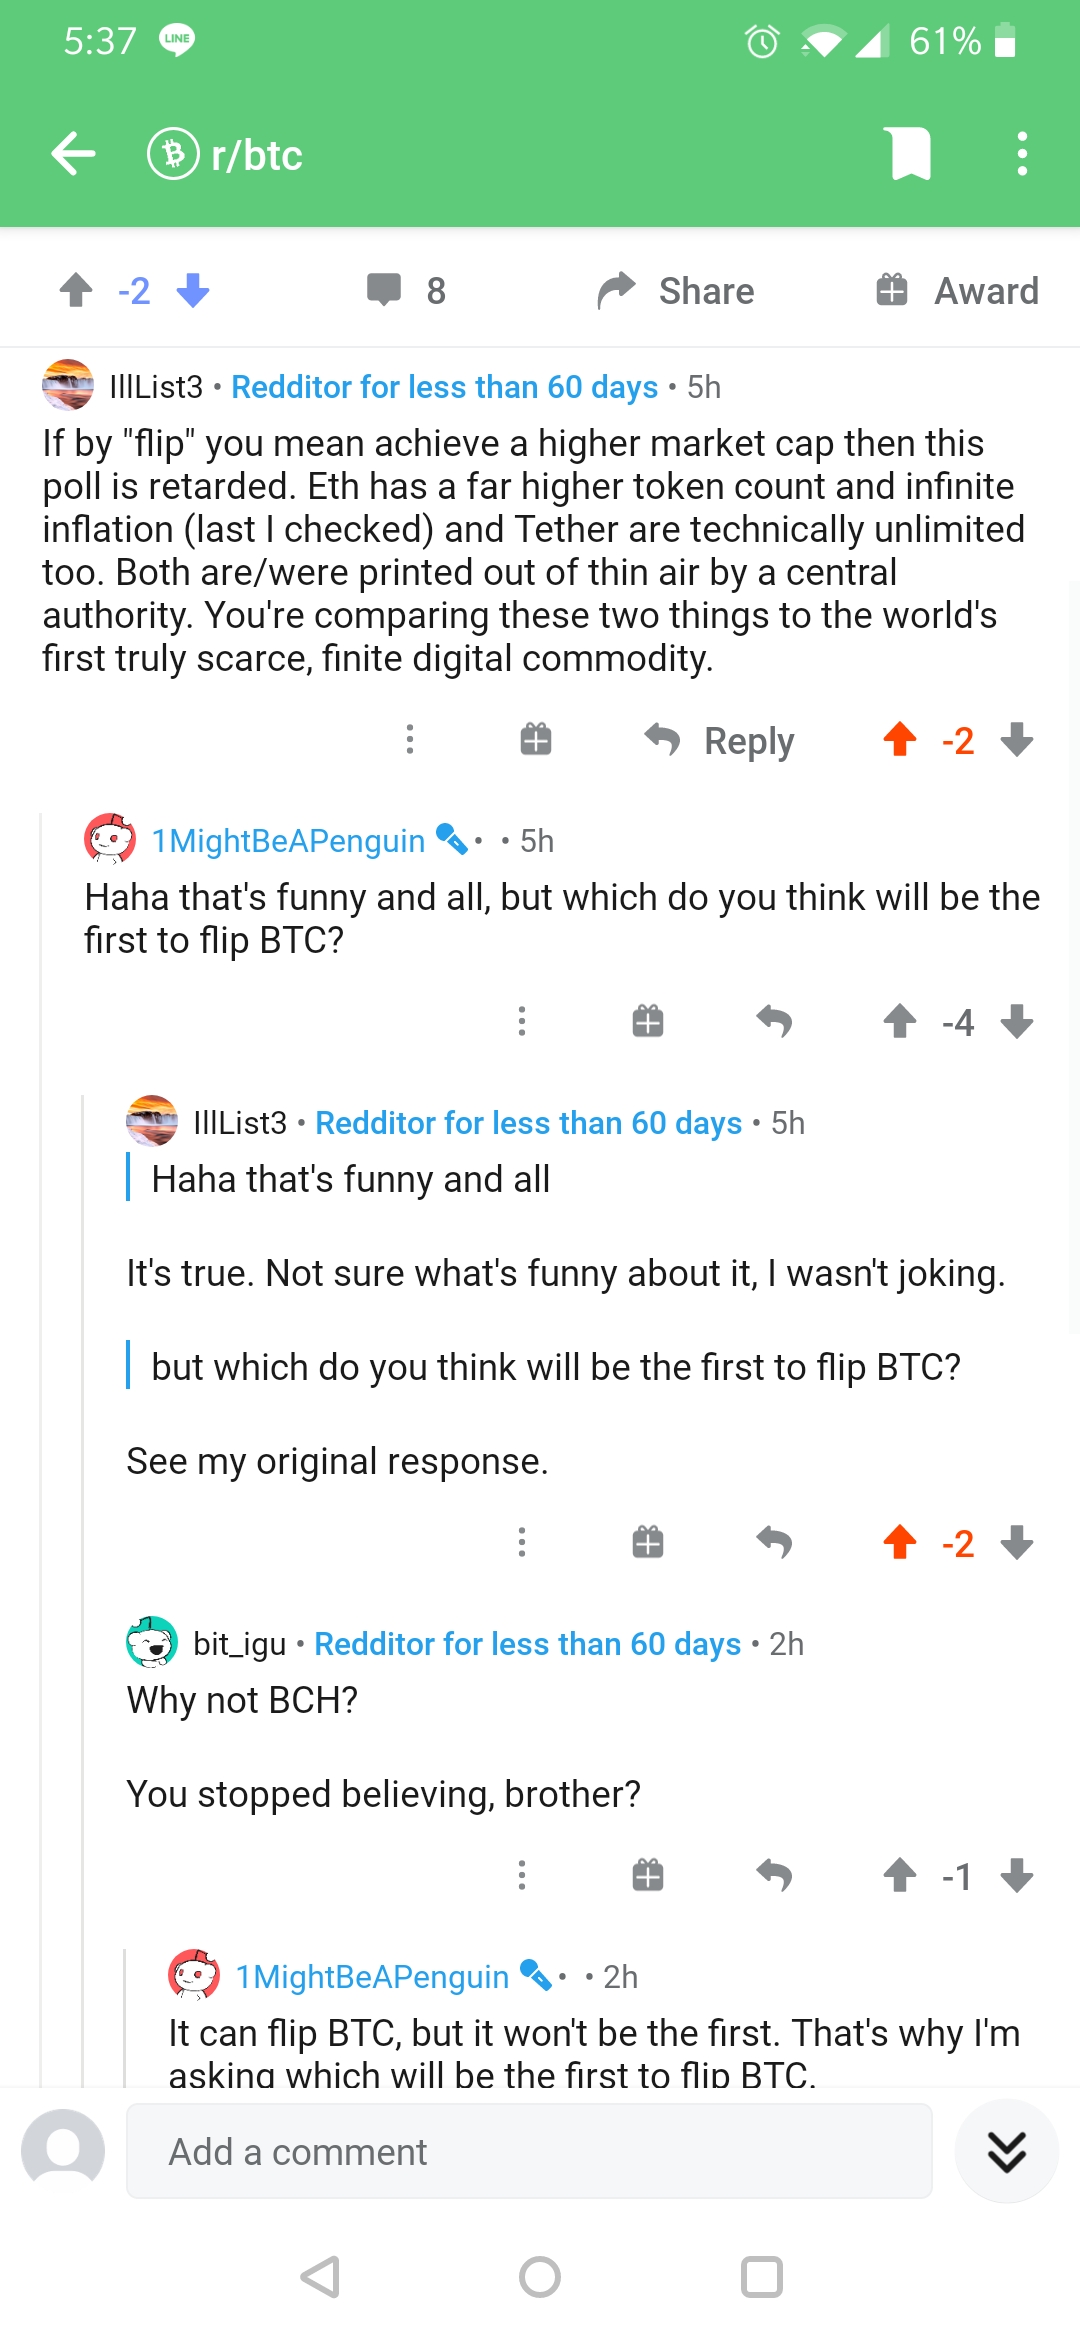 5:37 LINE 61%
r/btc
-2 8 Share Award
IllList3 • Redditor for less than 60 days • 5h
If by "flip" you mean achieve a higher market cap then this
poll is retarded. Eth has a far higher token count and infinite
inflation (last I checked) and Tether are technically unlimited
too. Both are/were printed out of thin air by a central
authority. You're comparing these two things to the world's
first truly scarce, finite digital commodity.
Reply -2
1MightBeAPenguin • • 5h
Haha that's funny and all, but which do you think will be the
first to flip BTC?
-4
IllList3 • Redditor for less than 60 days • 5h
Haha that's funny and all
It's true. Not sure what's funny about it, I wasn't joking.
but which do you think will be the first to flip BTC?
See my original response.
-2
bit_igu • Redditor for less than 60 days • 2h
Why not BCH?
You stopped believing, brother?
-1
1MightBeAPenguin • • 2h
It can flip BTC, but it won't be the first. That's why I'm
asking which will be the first to flip BTC.
Add a comment